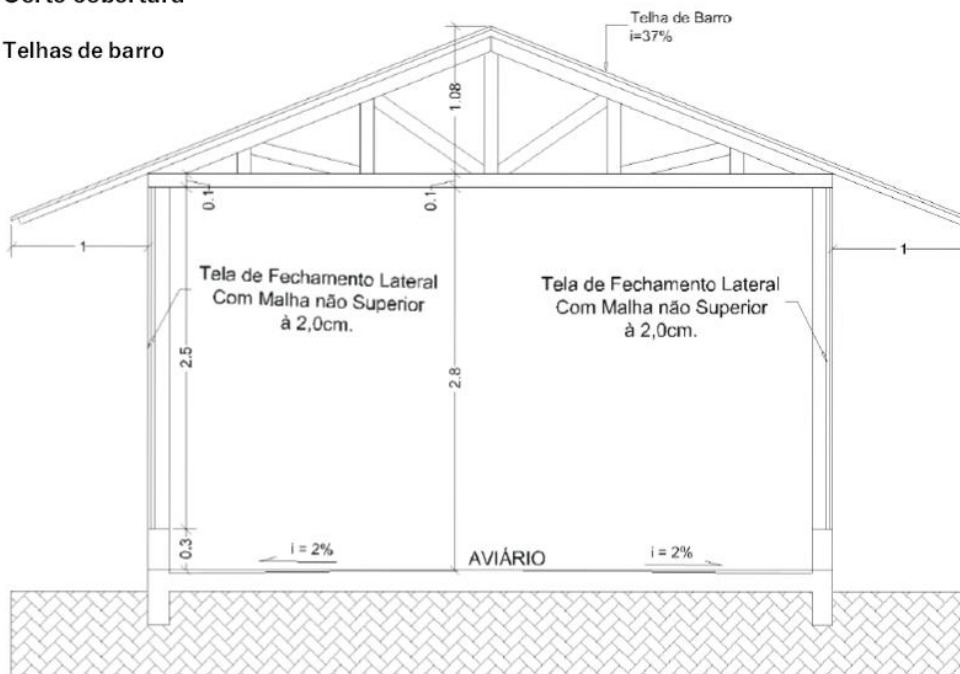 Corte cobertura
Telhas de barro
Telha de Barro
i=37%
1.08
0.1
0.1
1
1
Tela de Fechamento Lateral
Com Malha não Superior
à 2,0cm.
Tela de Fechamento Lateral
Com Malha não Superior
à 2,0cm.
2.5
2.8
0.3
i = 2%
AVIÁRIO
i = 2%